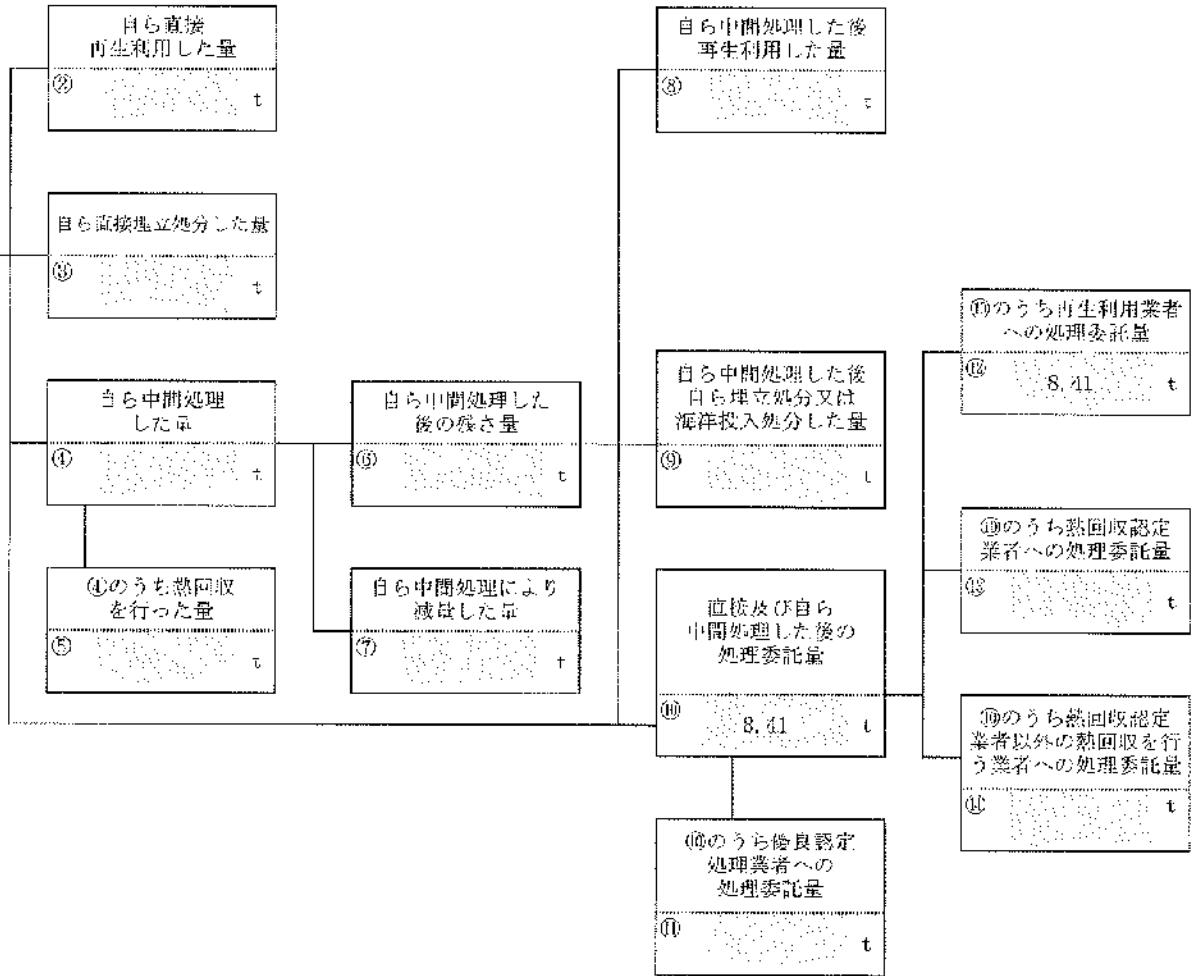 自ら直接
再生利用した量
② t
自ら中間処理した後
再生利用した量
⑧ t
自ら直接埋立処分した量
③ t
⑩のうち再生利用業者
への処理委託量
⑫ 8.41 t
自ら中間処理
した量
④ t
自ら中間処理した
後の残さ量
⑥ t
自ら中間処理した後
自ら埋立処分又は
海洋投入処分した量
⑨ t
⑩のうち熱回収認定
業者への処理委託量
⑬ t
④のうち熱回収
を行った量
⑤ t
自ら中間処理により
減量した量
⑦ t
直接及び自ら
中間処理した後の
処理委託量
⑩ 8.41 t
⑩のうち熱回収認定
業者以外の熱回収を行
う業者への処理委託量
⑭ t
⑩のうち優良認定
処理業者への
処理委託量
⑪ t